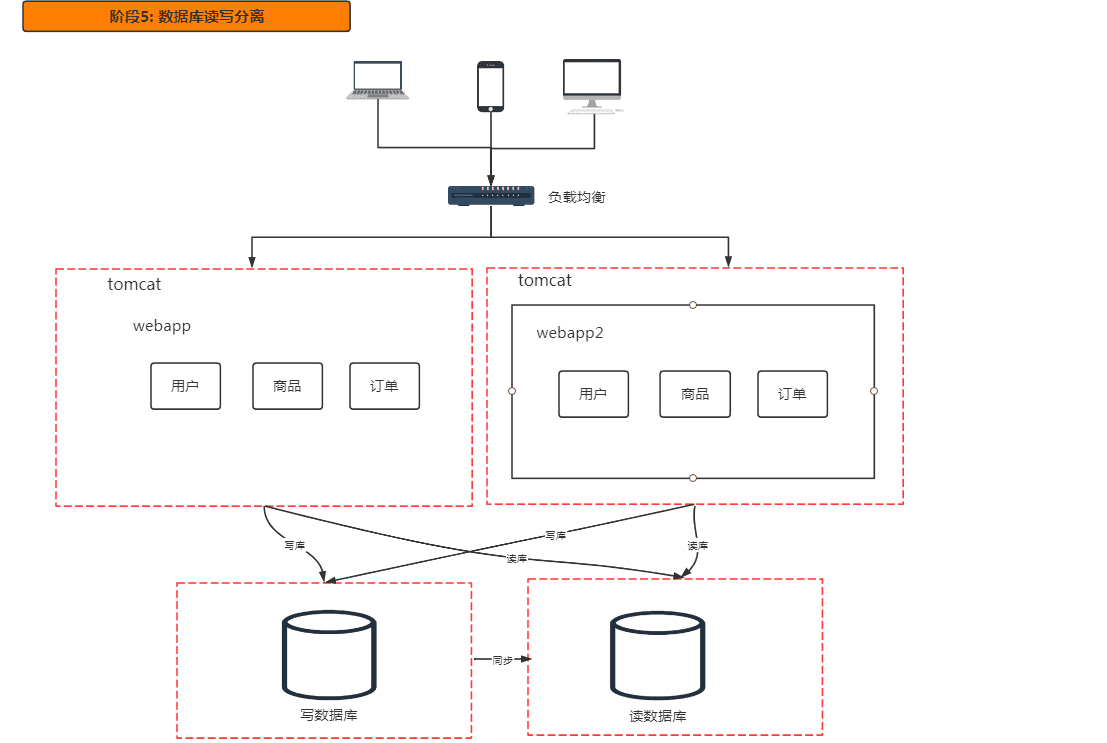 阶段5: 数据库读写分离
负载均衡
tomcat
webapp
用户
商品
订单
tomcat
webapp2
用户
商品
订单
写库
读库
写库
读库
同步
写数据库
读数据库